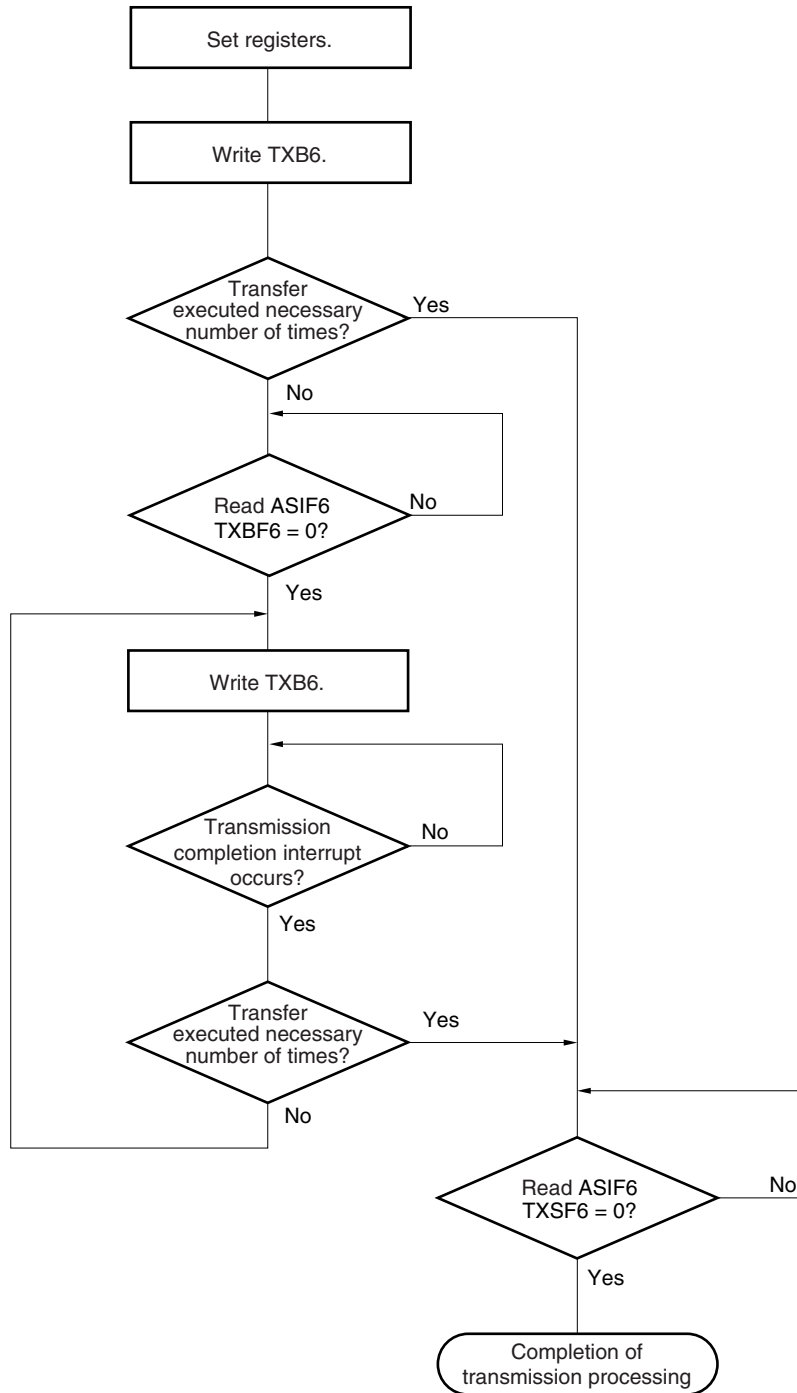 Set registers.
Write TXB6.
Transfer
executed necessary
number of times?
Yes
No
Read ASIF6
TXBF6 = 0?
No
Yes
Write TXB6.
Transmission
completion interrupt
occurs?
No
Yes
Transfer
executed necessary
number of times?
Yes
No
Read ASIF6
TXSF6 = 0?
No
Yes
Completion of
transmission processing